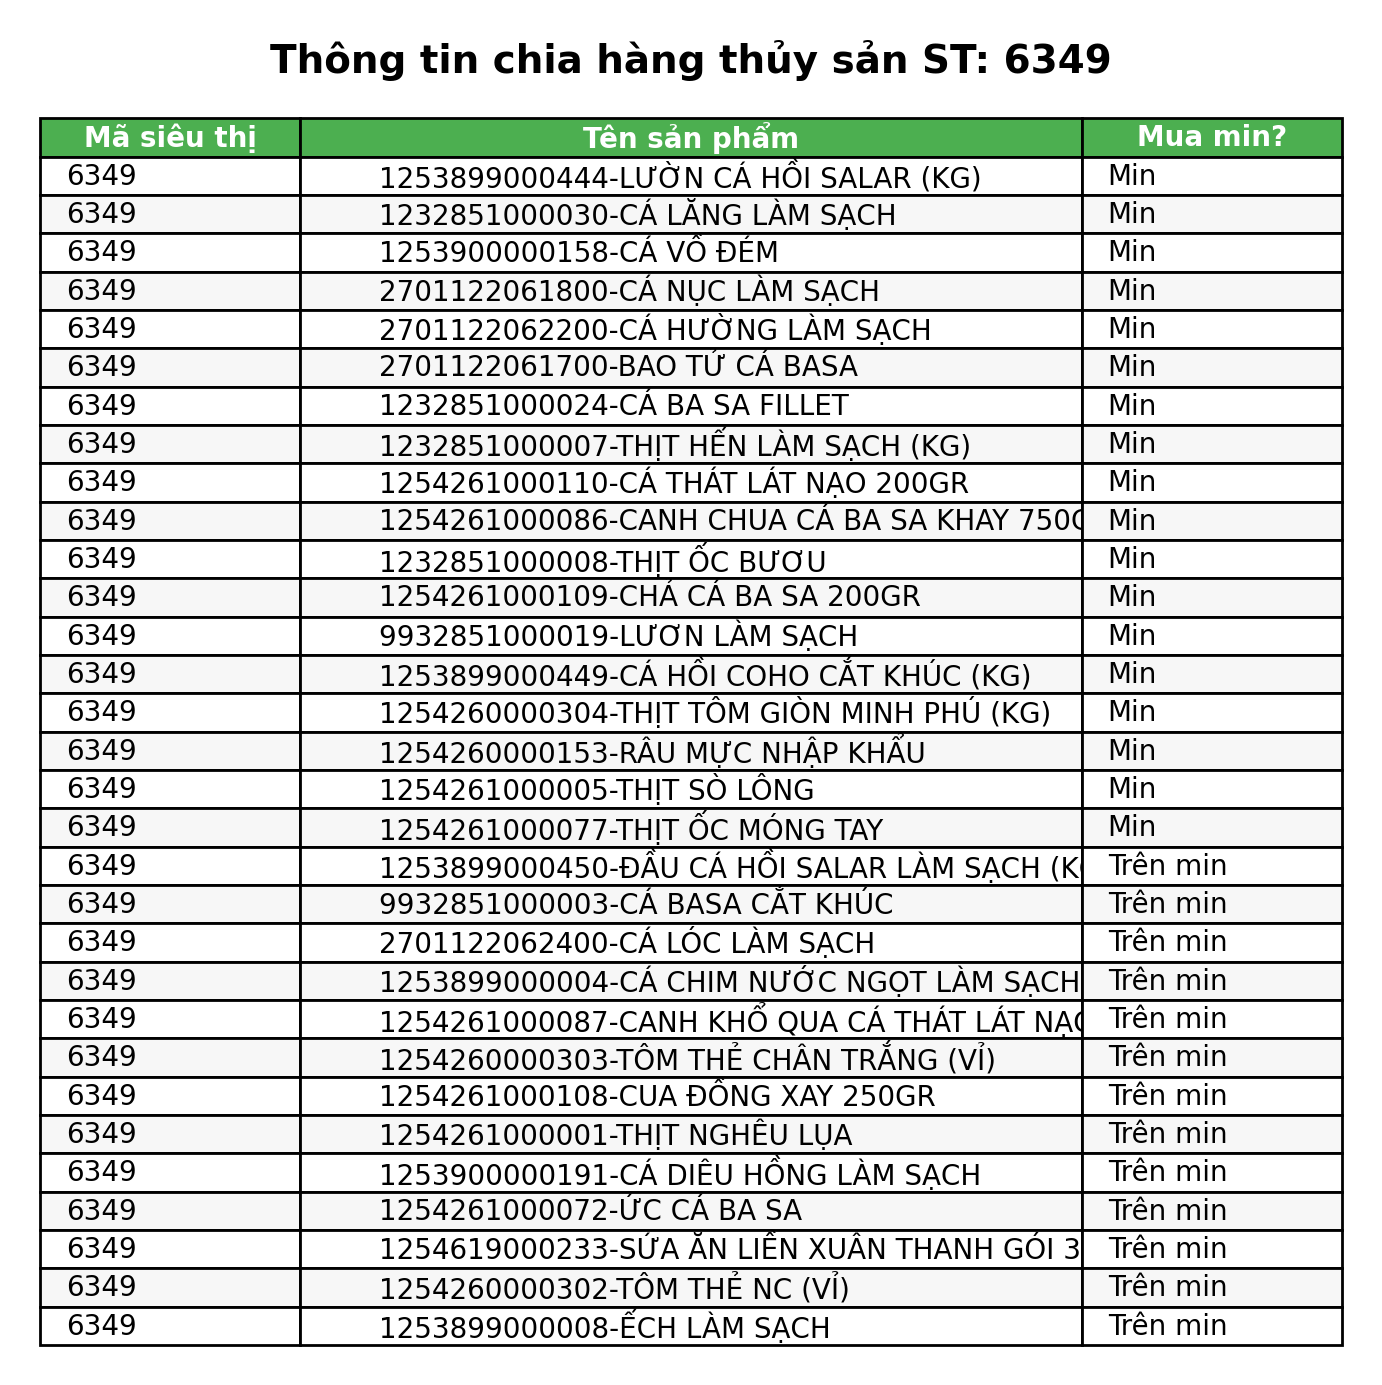 Thông tin chia hàng thủy sản ST: 6349
Mã siêu thị Tên sản phẩm Mua min?
6349 1253899000444-LƯỜN CÁ HỒI SALAR (KG) Min
6349 1232851000030-CÁ LĂNG LÀM SẠCH Min
6349 1253900000158-CÁ VỒ ĐÉM Min
6349 2701122061800-CÁ NỤC LÀM SẠCH Min
6349 2701122062200-CÁ HƯỜNG LÀM SẠCH Min
6349 2701122061700-BAO TỬ CÁ BASA Min
6349 1232851000024-CÁ BA SA FILLET Min
6349 1232851000007-THỊT HẾN LÀM SẠCH (KG) Min
6349 1254261000110-CÁ THÁT LÁT NẠO 200GR Min
6349 1254261000086-CANH CHUA CÁ BA SA KHAY 750G Min
6349 1232851000008-THỊT ỐC BƯƠU Min
6349 1254261000109-CHẢ CÁ BA SA 200GR Min
6349 9932851000019-LƯƠN LÀM SẠCH Min
6349 1253899000449-CÁ HỒI COHO CẮT KHÚC (KG) Min
6349 1254260000304-THỊT TÔM GIÒN MINH PHÚ (KG) Min
6349 1254260000153-RÂU MỰC NHẬP KHẨU Min
6349 1254261000005-THỊT SÒ LÔNG Min
6349 1254261000077-THỊT ỐC MÓNG TAY Min
6349 1253899000450-ĐẦU CÁ HỒI SALAR LÀM SẠCH (KG Trên min
6349 9932851000003-CÁ BASA CẮT KHÚC Trên min
6349 2701122062400-CÁ LÓC LÀM SẠCH Trên min
6349 1253899000004-CÁ CHIM NƯỚC NGỌT LÀM SẠCH Trên min
6349 1254261000087-CANH KHỔ QUA CÁ THÁT LÁT NẠO Trên min
6349 1254260000303-TÔM THẺ CHÂN TRẮNG (VỈ) Trên min
6349 1254261000108-CUA ĐỒNG XAY 250GR Trên min
6349 1254261000001-THỊT NGHÊU LỤA Trên min
6349 1253900000191-CÁ DIÊU HỒNG LÀM SẠCH Trên min
6349 1254261000072-ỨC CÁ BA SA Trên min
6349 1254619000233-SỨA ĂN LIỀN XUÂN THANH GÓI 3 Trên min
6349 1254260000302-TÔM THẺ NC (VỈ) Trên min
6349 1253899000008-ẾCH LÀM SẠCH Trên min